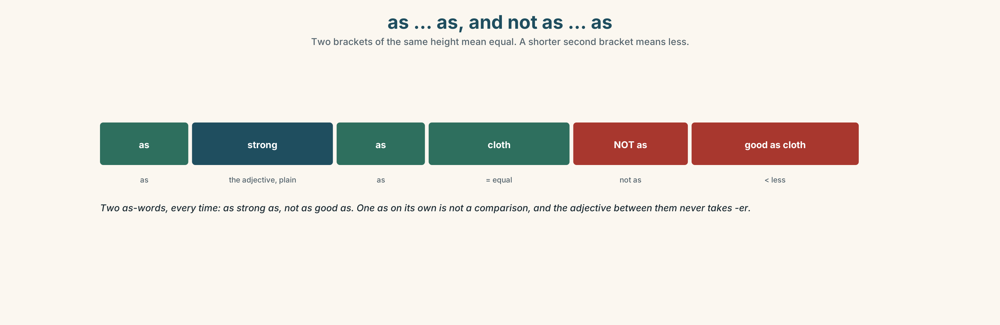 as … as, and not as … as
Two brackets of the same height mean equal. A shorter second bracket means less.
as strong as cloth NOT as good as cloth
as the adjective, plain as = equal not as < less
Two as-words, every time: as strong as, not as good as. One as on its own is not a comparison, and the adjective between them never takes -er.